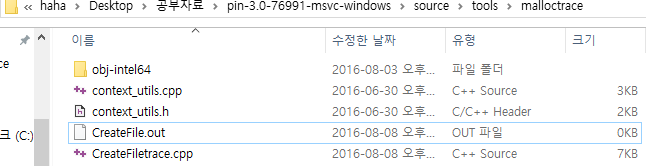 « haha > Desktop > 공부자료 > pin-3.0-76991-msvc-windows > source > tools > malloctrace
이름 수정한 날짜 유형 크기
obj-intel64 2016-08-03 오후... 파일 폴더
context_utils.cpp 2016-06-30 오후... C++ Source 3KB
context_utils.h 2016-06-30 오후... C/C++ Header 2KB
크 (C:) CreateFile.out 2016-08-08 오후... OUT 파일 0KB
CreateFiletrace.cpp 2016-08-08 오후... C++ Source 7KB